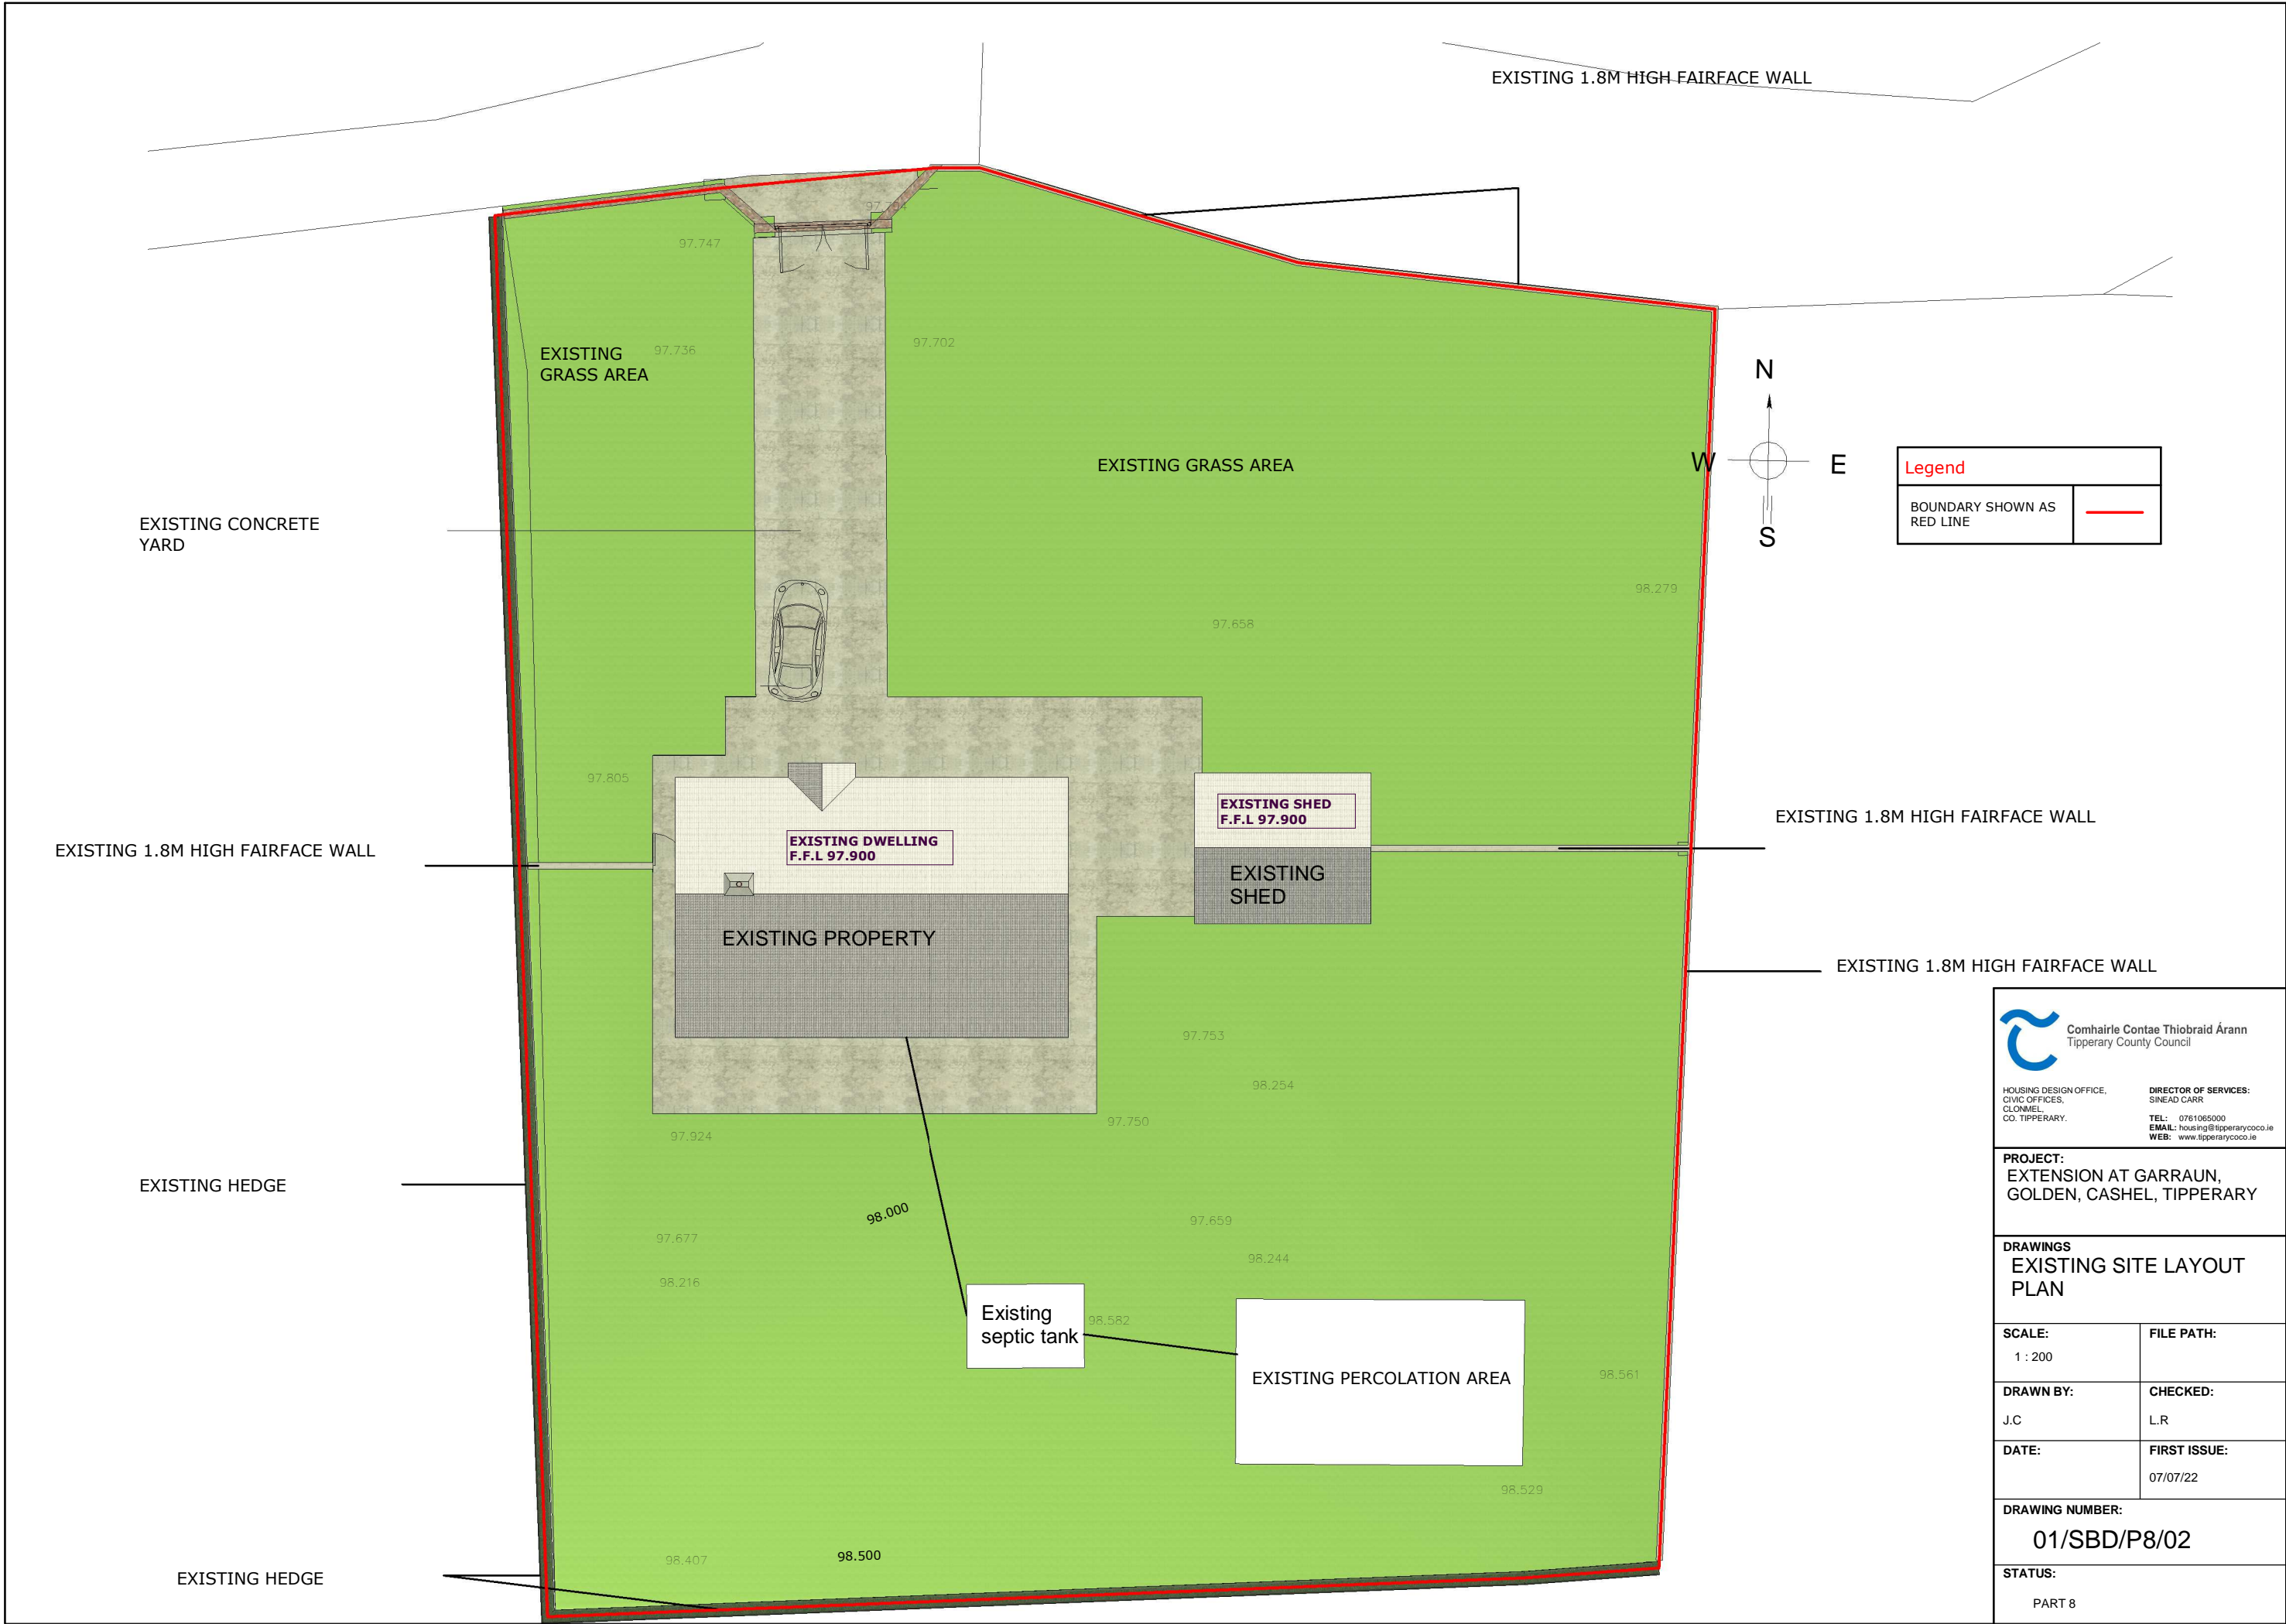 EXISTING 1.8M HIGH FAIRFACE WALL
97.747
EXISTING
GRASS AREA
97.736
97.702
N
W
E
S
EXISTING GRASS AREA
Legend
BOUNDARY SHOWN AS
RED LINE
EXISTING CONCRETE
YARD
98.279
97.658
97.805
EXISTING SHED
F.F.L 97.900
EXISTING 1.8M HIGH FAIRFACE WALL
EXISTING 1.8M HIGH FAIRFACE WALL
EXISTING DWELLING
F.F.L 97.900
EXISTING
SHED
EXISTING PROPERTY
EXISTING 1.8M HIGH FAIRFACE WALL
97.753
98.254
97.750
97.924
EXISTING HEDGE
98.000
97.659
97.677
98.244
98.216
Existing
septic tank
98.582
EXISTING PERCOLATION AREA
98.561
98.529
98.407
98.500
EXISTING HEDGE
Comhairle Contae Thiobraid Árann
Tipperary County Council
HOUSING DESIGN OFFICE,
CIVIC OFFICES,
CLONMEL,
CO. TIPPERARY.
DIRECTOR OF SERVICES:
SINEAD CARR
TEL: 0761065000
EMAIL: housing@tipperarycoco.ie
WEB: www.tipperarycoco.ie
PROJECT:
EXTENSION AT GARRAUN,
GOLDEN, CASHEL, TIPPERARY
DRAWINGS
EXISTING SITE LAYOUT
PLAN
SCALE:
1 : 200
FILE PATH:
DRAWN BY:
J.C
CHECKED:
L.R
DATE:
FIRST ISSUE:
07/07/22
DRAWING NUMBER:
01/SBD/P8/02
STATUS:
PART 8